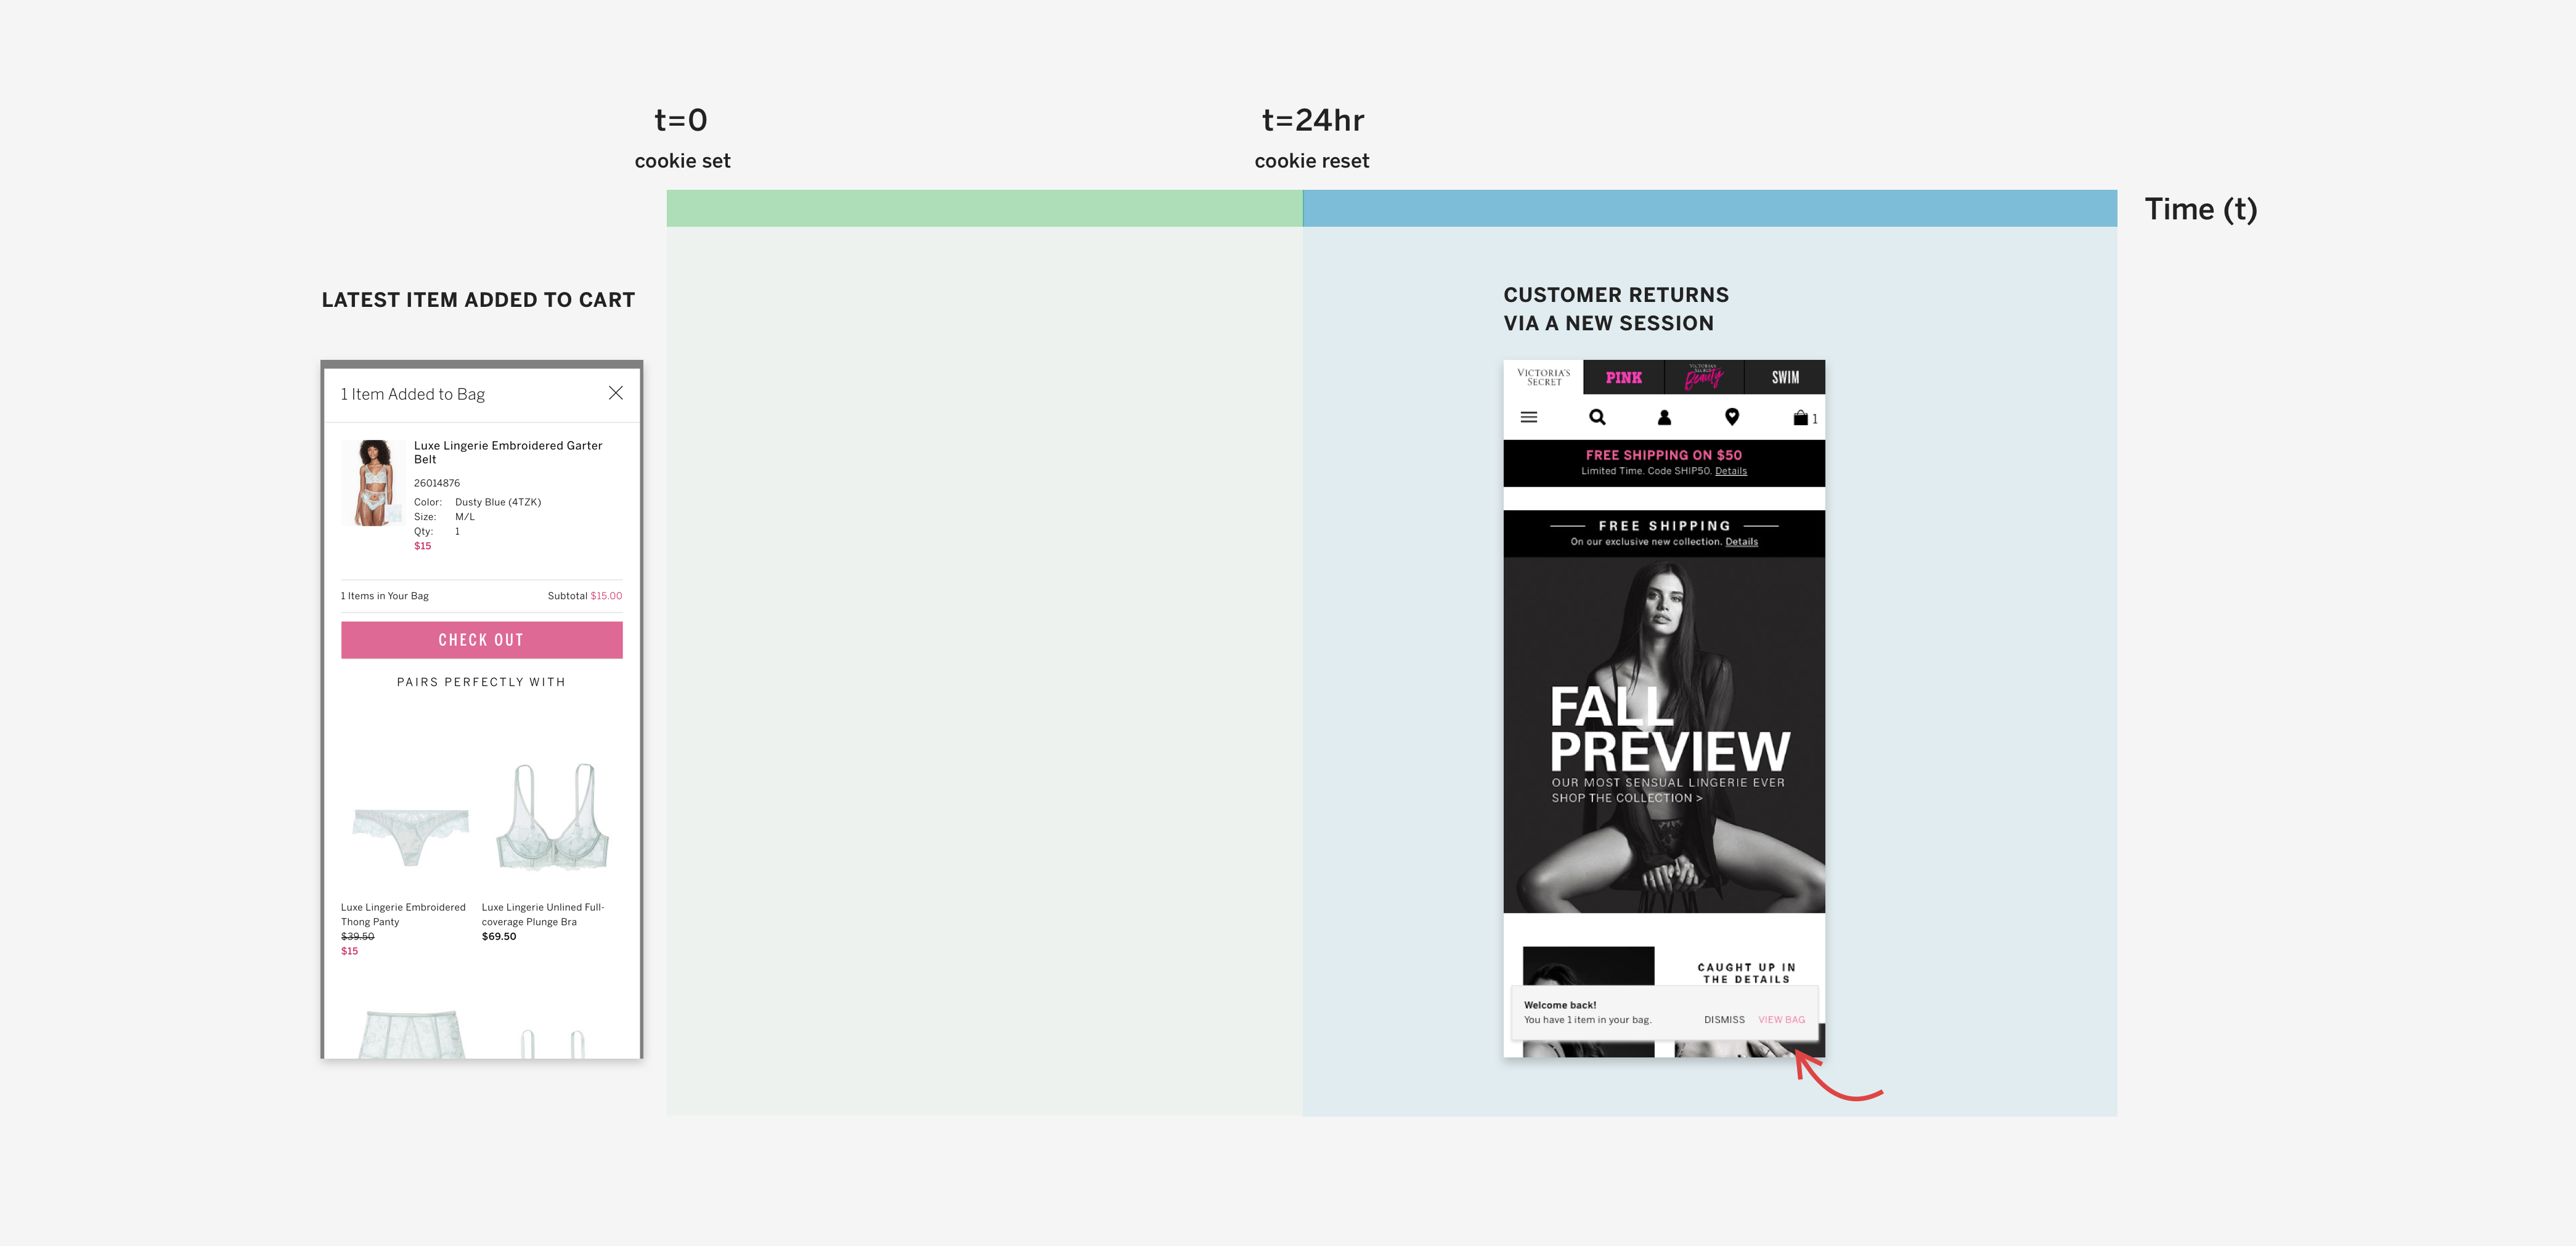 t=0
cookie set
t=24hr
cookie reset
Time (t)
LATEST ITEM ADDED TO CART
1 Item Added to Bag
Luxe Lingerie Embroidered Garter
Belt
26014876
Color: Dusty Blue (4TZK)
Size: M/L
Qty: 1
$15
1 Items in Your Bag Subtotal $15.00
CHECK OUT
PAIRS PERFECTLY WITH
Luxe Lingerie Embroidered
Thong Panty
$39.50
$15
Luxe Lingerie Unlined Full-
coverage Plunge Bra
$69.50
CUSTOMER RETURNS
VIA A NEW SESSION
VICTORIA'S
SECRET
PINK
VICTORIA'S
SECRET
Beauty
SWIM
1
FREE SHIPPING ON $50
Limited Time. Code SHIP50. Details
FREE SHIPPING
On our exclusive new collection. Details
FALL
PREVIEW
OUR MOST SENSUAL LINGERIE EVER
SHOP THE COLLECTION >
CAUGHT UP IN
THE DETAILS
Welcome back!
You have 1 item in your bag. DISMISS VIEW BAG